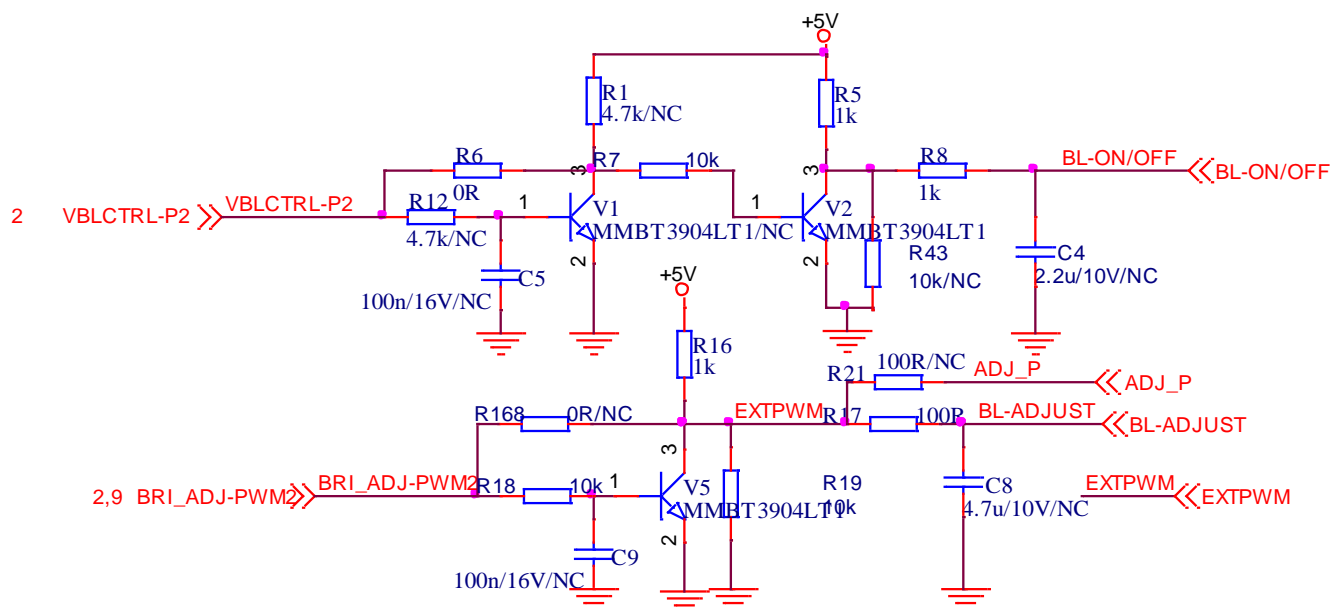 +5V
R1
4.7k/NC
R5
1k
R6
0R
R7
10k
3
3
R8
1k
BL-ON/OFF
BL-ON/OFF
2
VBLCTRL-P2
VBLCTRL-P2
R12
4.7k/NC
1
V1
MMBT3904LT1/NC
2
1
V2
MMBT3904LT1
2
R43
10k/NC
C5
100n/16V/NC
C4
2.2u/10V/NC
+5V
R16
1k
R21
100R/NC
ADJ_P
ADJ_P
R168
0R/NC
EXTPWM
R17
100R
BL-ADJUST
BL-ADJUST
3
2,9
BRI_ADJ-PWM2
BRI_ADJ-PWM2
R18
10k
1
V5
MMBT3904LT1
2
R19
10k
C8
4.7u/10V/NC
EXTPWM
EXTPWM
C9
100n/16V/NC